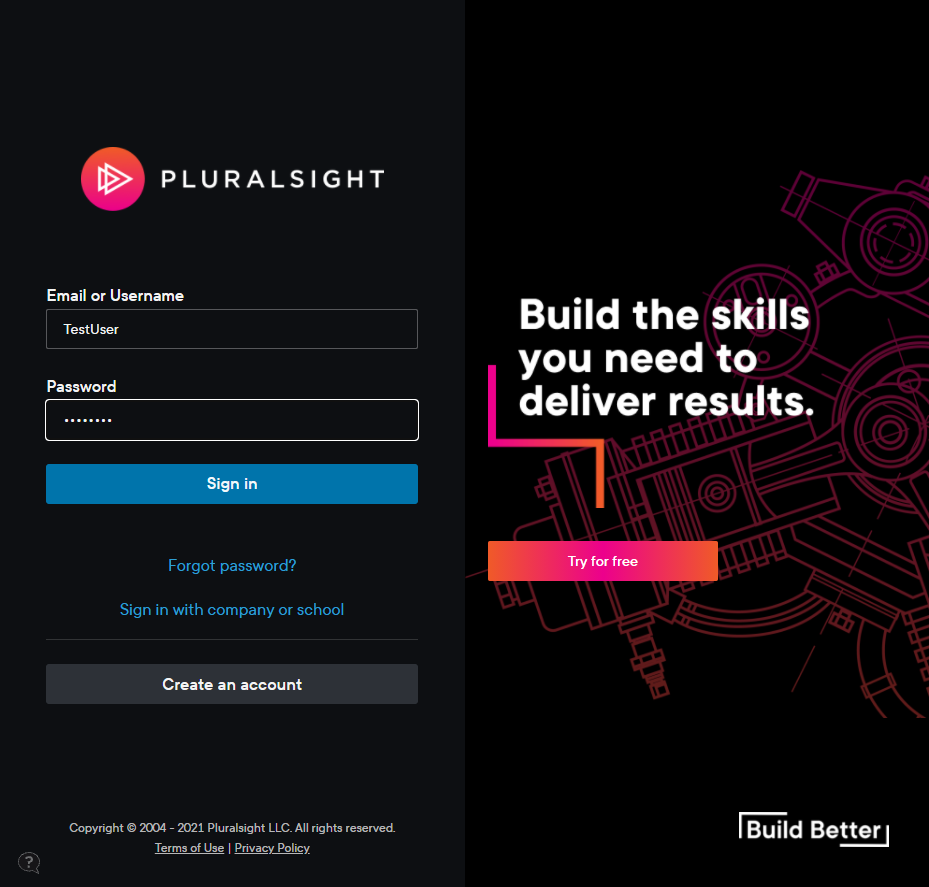 PLURALSIGHT
Email or Username
TestUser
Password
••••••••
Sign in
Forgot password?
Sign in with company or school
Create an account
Copyright © 2004 - 2021 Pluralsight LLC. All rights reserved.
Terms of Use | Privacy Policy
?
Build the skills
you need to
deliver results.
Try for free
Build Better